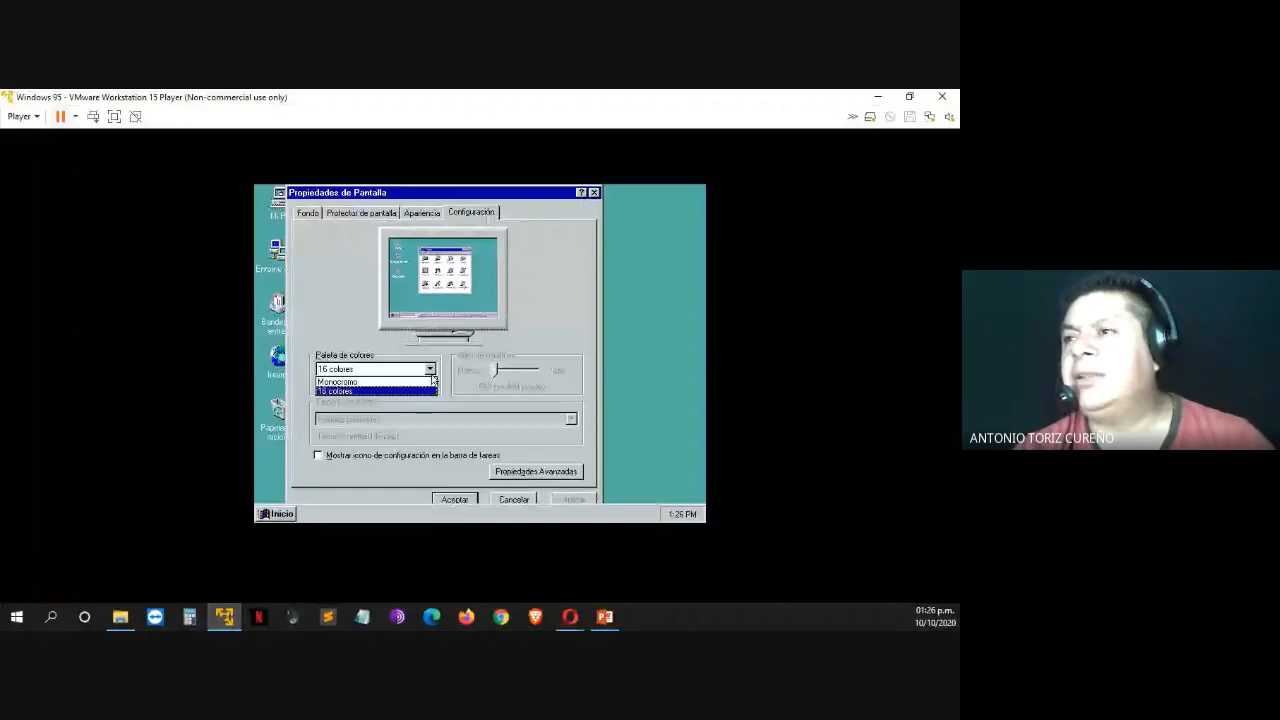 Windows 95 - VMware Workstation 15 Player (Non-commercial use only)
Player
Propiedades de Pantalla
Fondo
Protector de pantalla
Apariencia
Configuración
Paleta de colores
16 colores
Monocromo
16 colores
Mostrar icono de configuración en la barra de tareas
Propiedades Avanzadas
Aceptar
Cancelar
Inicio
1:26 PM
ANTONIO TORIZ CUREÑO
01:26 p.m.
10/10/2020